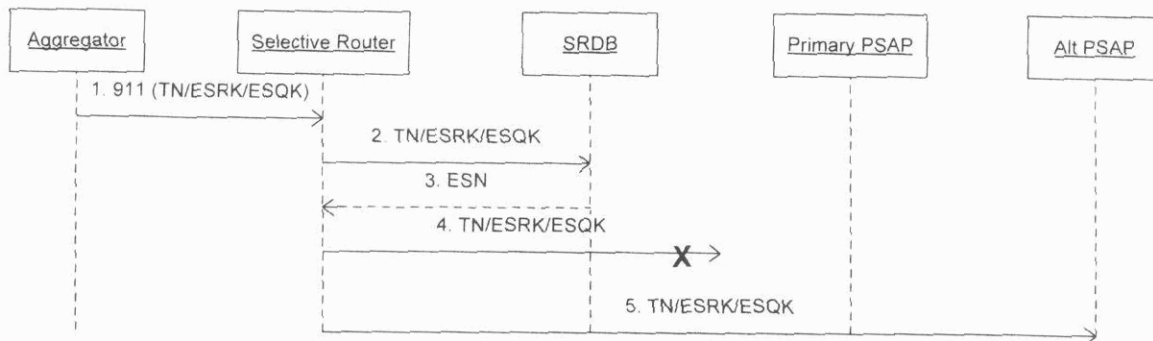 Aggregator
Selective Router
SRDB
Primary PSAP
Alt PSAP
1. 911 (TN/ESRK/ESQK)
2. TN/ESRK/ESQK
3. ESN
4. TN/ESRK/ESQK
X
5. TN/ESRK/ESQK